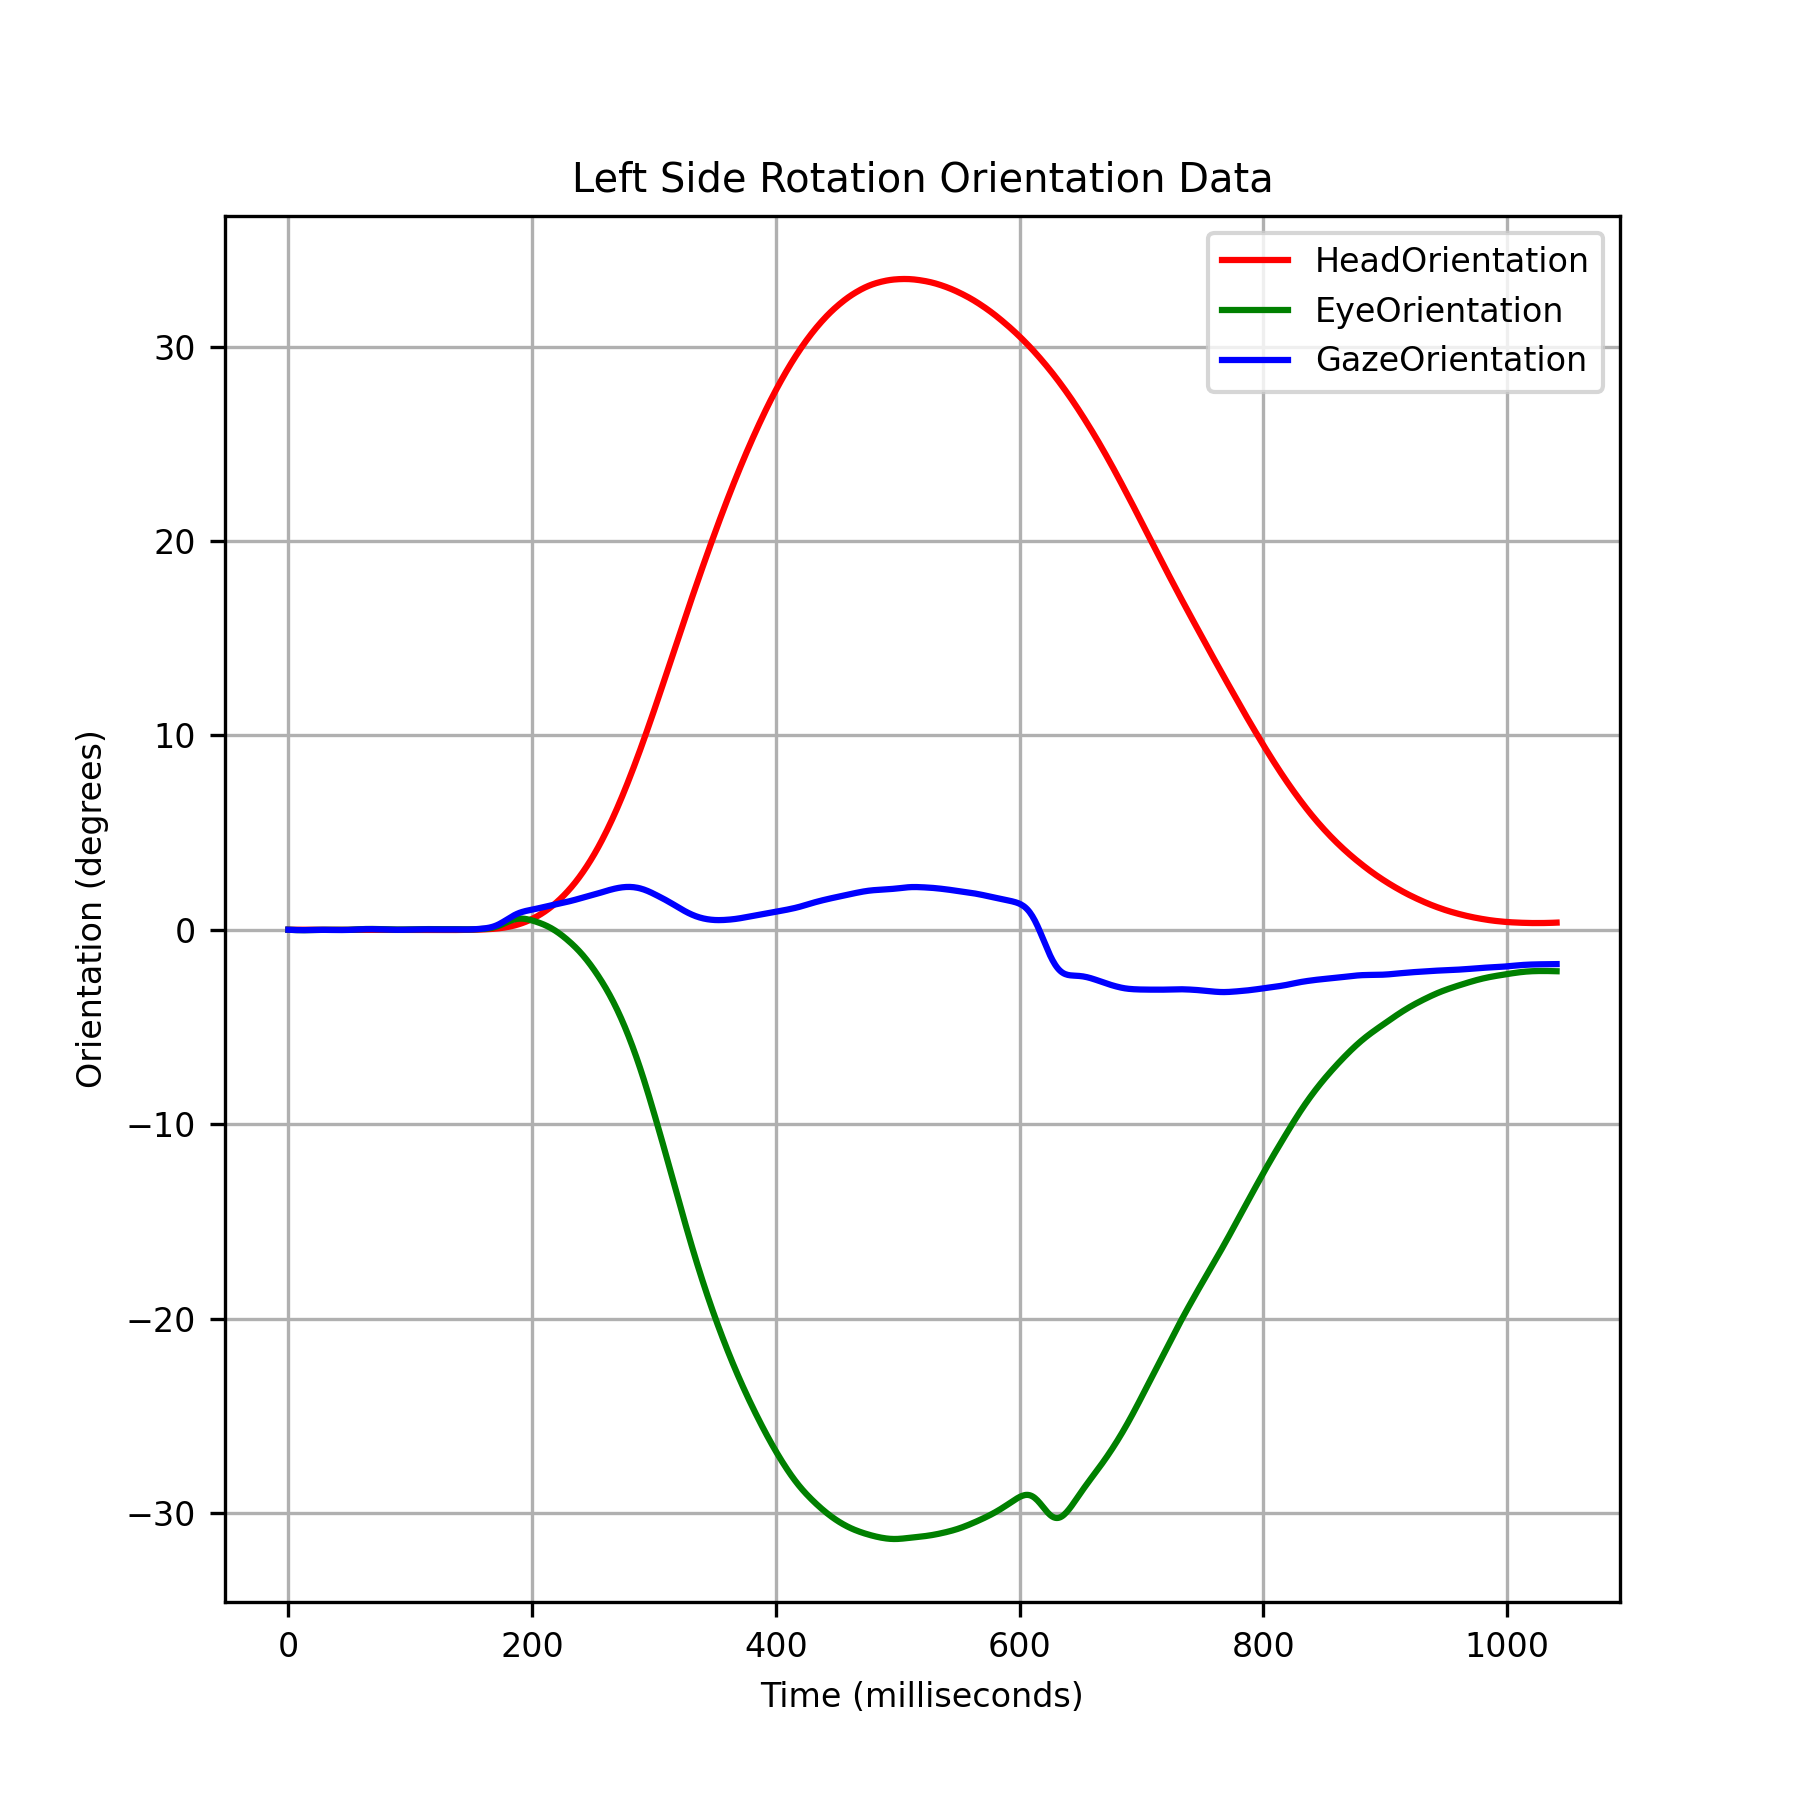 Left Side Rotation Orientation Data
HeadOrientation
EyeOrientation
GazeOrientation
Orientation (degrees)
30
20
10
0
−10
−20
−30
0 200 400 600 800 1000
Time (milliseconds)